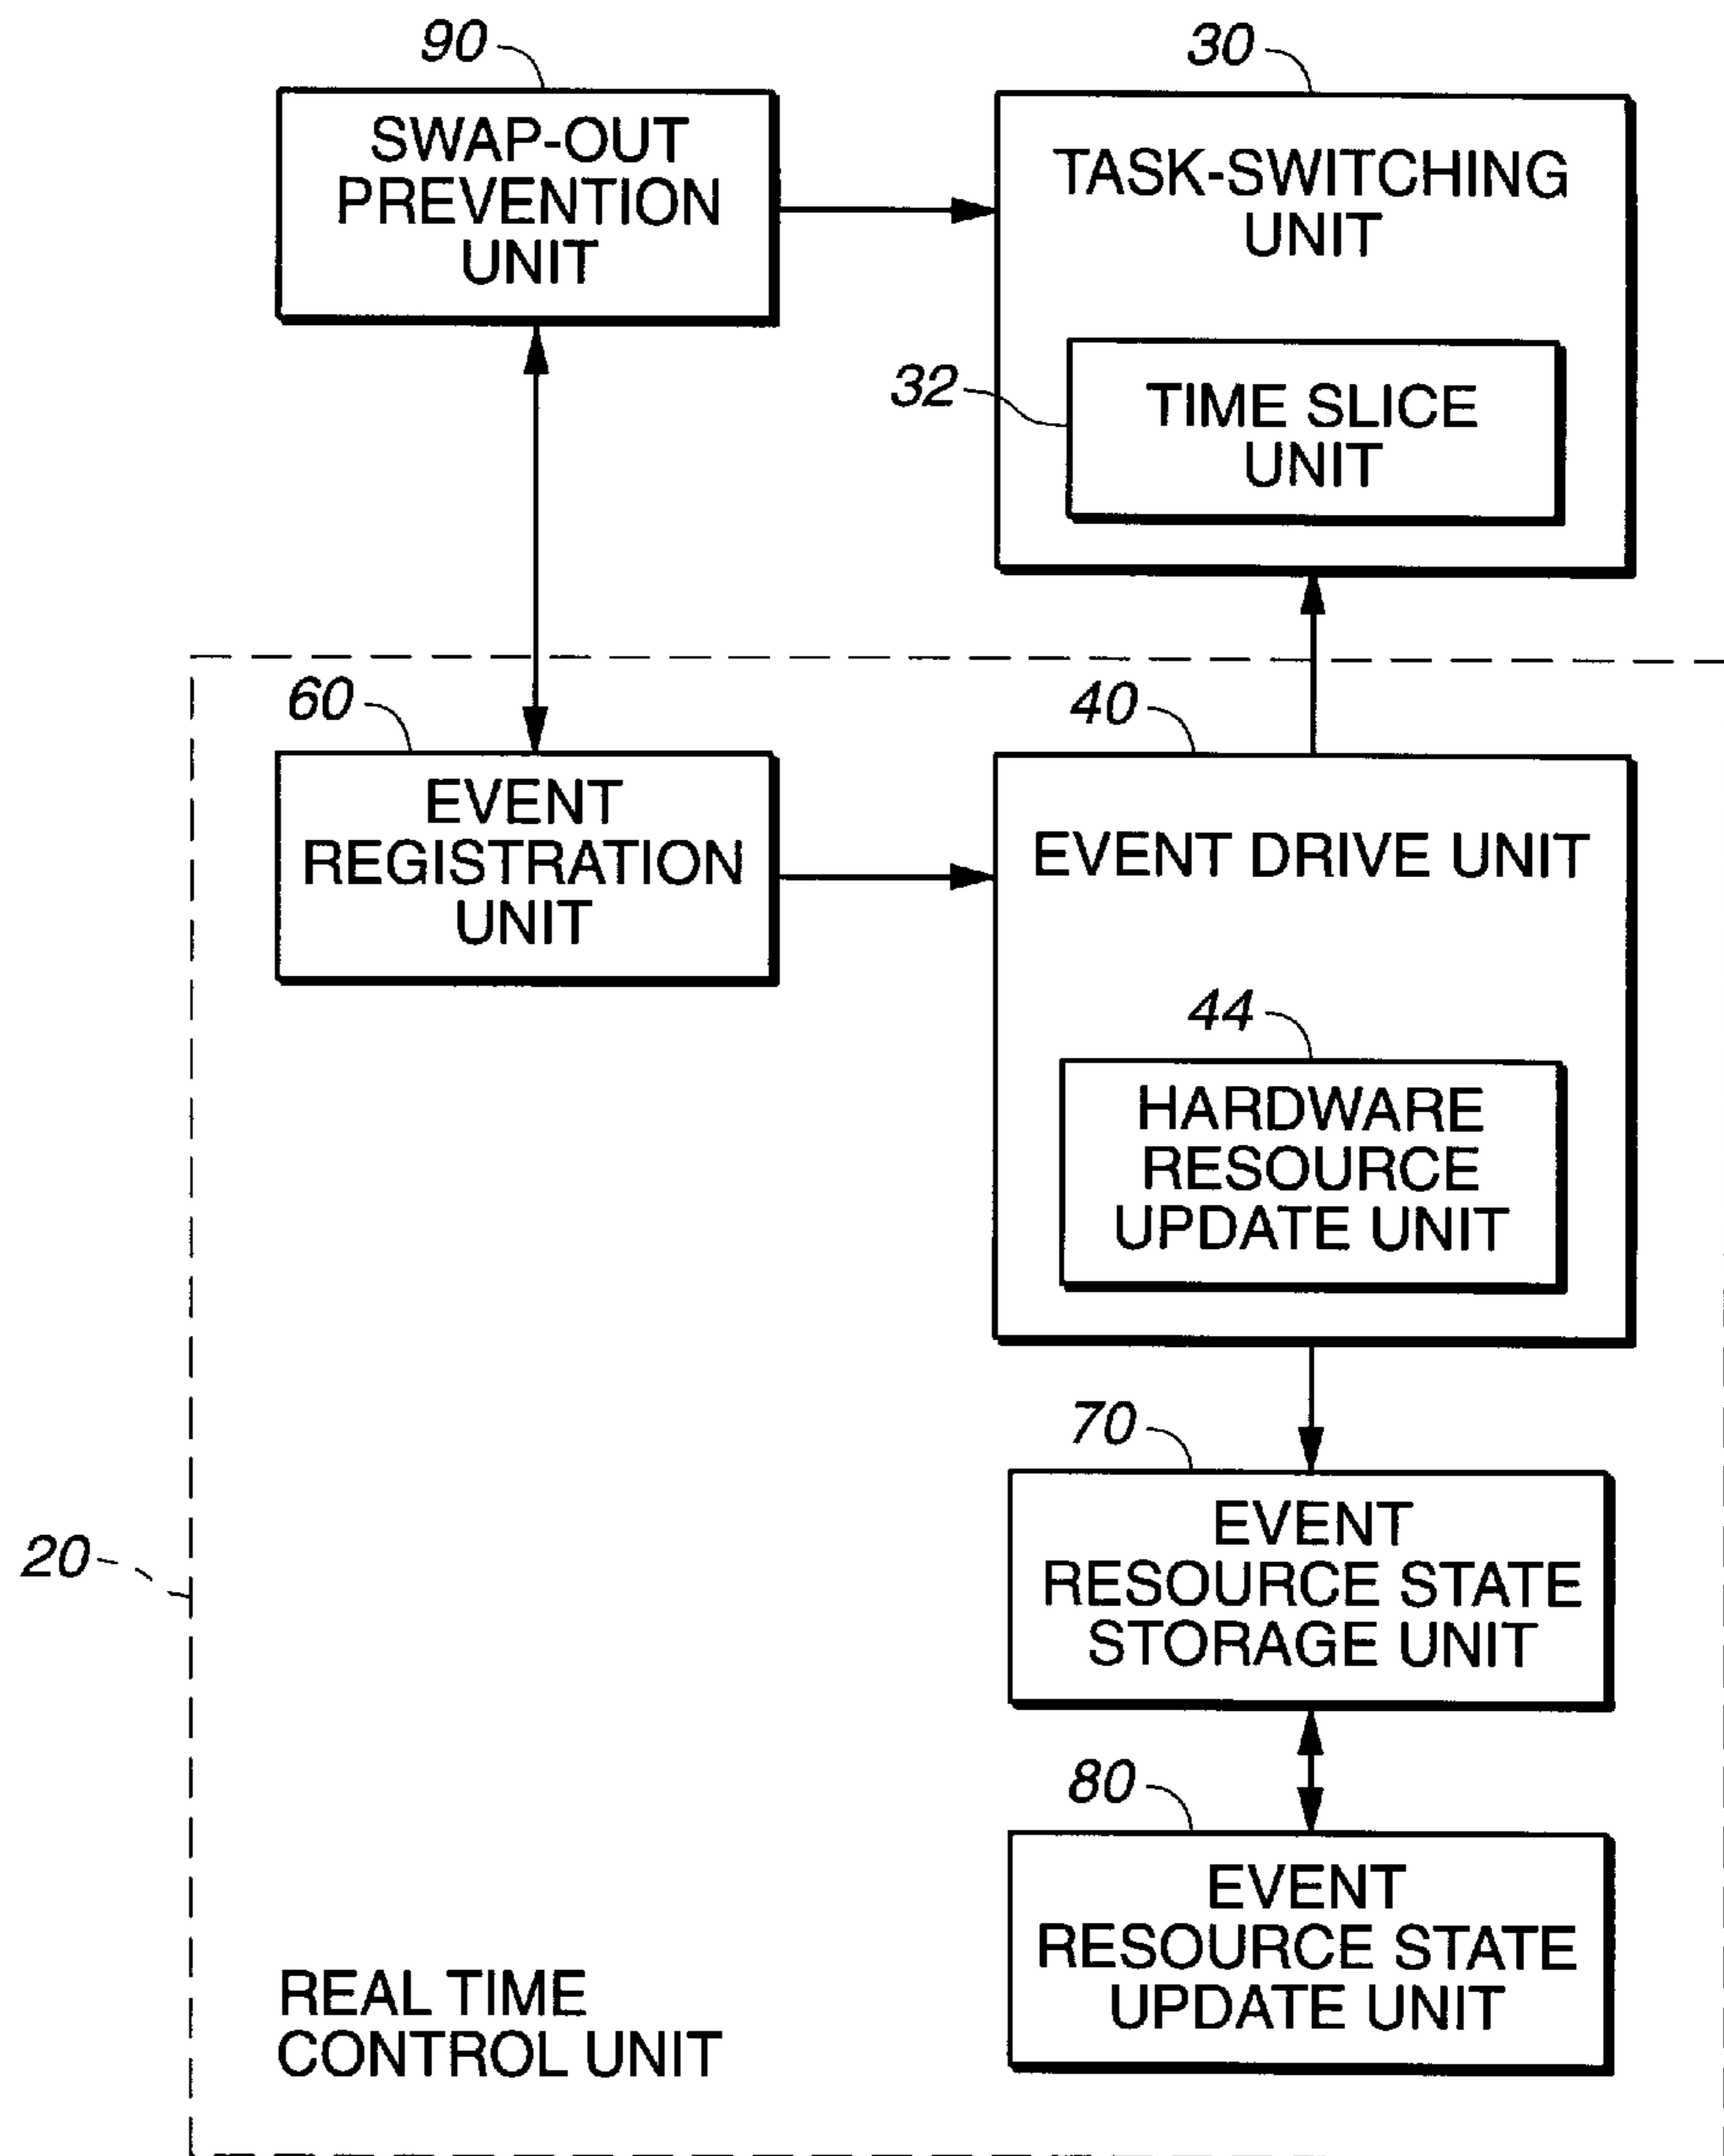 90
SWAP-OUT
PREVENTION
UNIT
30
TASK-SWITCHING
UNIT
32
TIME SLICE
UNIT
60
EVENT
REGISTRATION
UNIT
40
EVENT DRIVE UNIT
44
HARDWARE
RESOURCE
UPDATE UNIT
70
EVENT
RESOURCE STATE
STORAGE UNIT
20
80
EVENT
RESOURCE STATE
UPDATE UNIT
REAL TIME
CONTROL UNIT